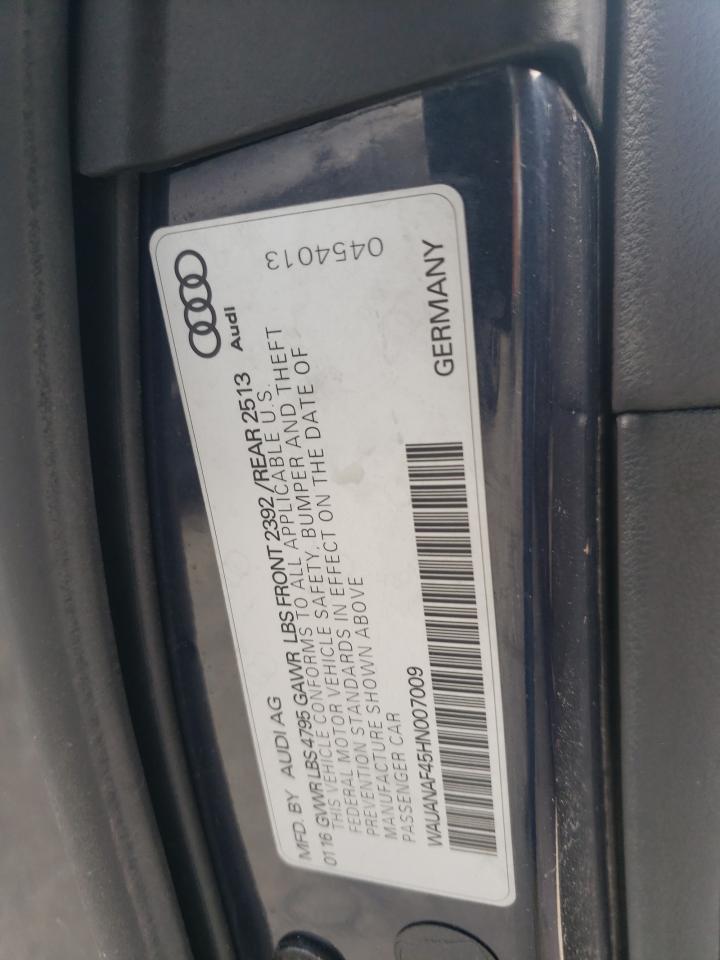 Audi
MFD. BY AUDI AG
0116 GVWR LBS 4795 GAWR LBS FRONT 2392 /REAR 2513
THIS VEHICLE CONFORMS TO ALL APPLICABLE U.S.
FEDERAL MOTOR VEHICLE SAFETY, BUMPER AND THEFT
PREVENTION STANDARDS IN EFFECT ON THE DATE OF
MANUFACTURE SHOWN ABOVE
PASSENGER CAR
WAUANAF45HN007009
GERMANY
0454013